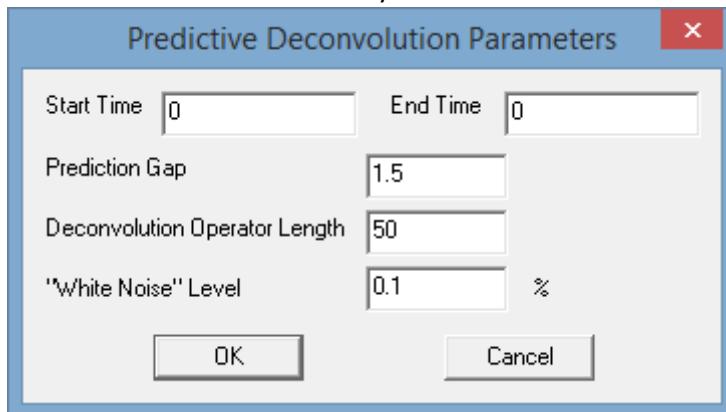 Predictive Deconvolution Parameters
Start Time 0 End Time 0
Prediction Gap 1.5
Deconvolution Operator Length 50
"White Noise" Level 0.1 %
OK Cancel